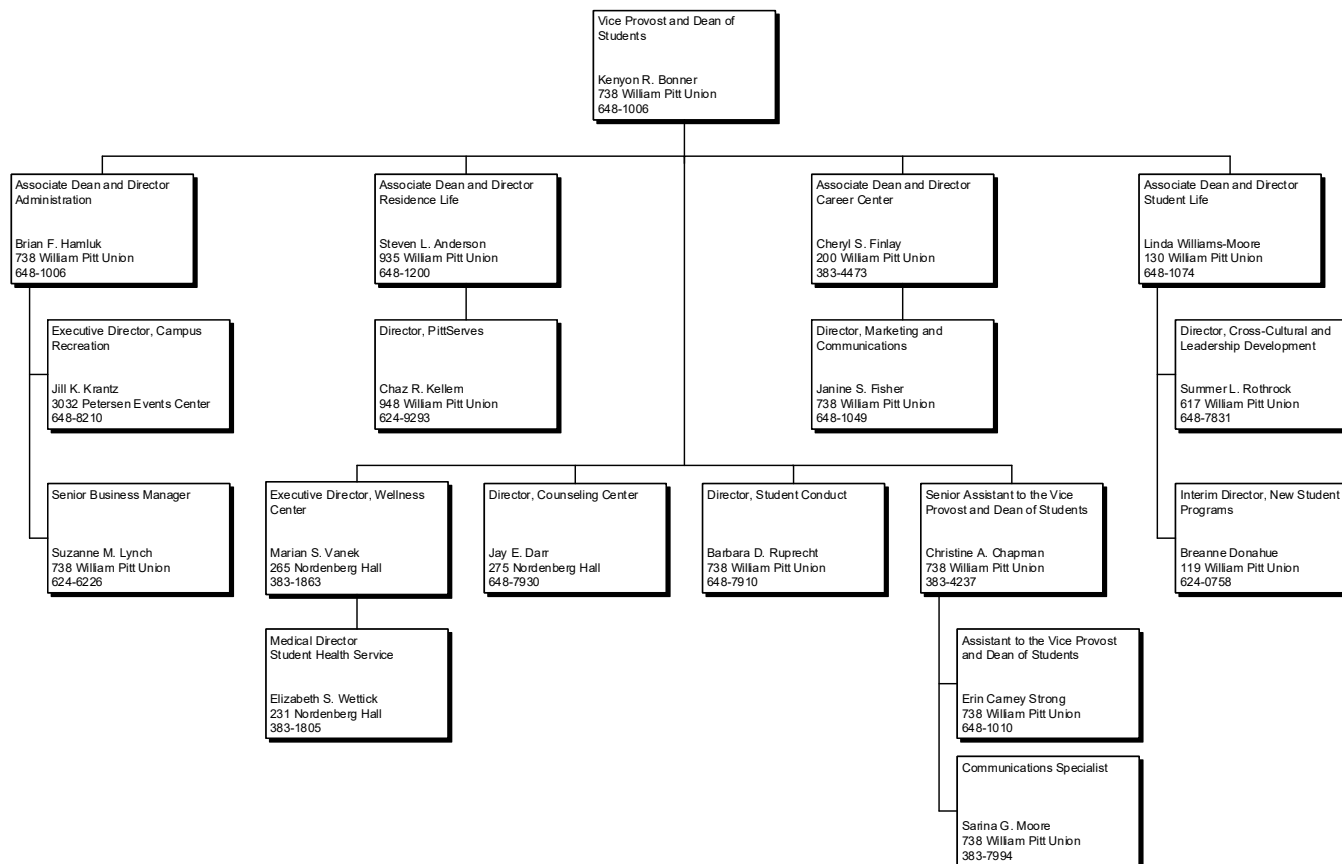 Vice Provost and Dean of
Students
Kenyon R. Bonner
738 William Pitt Union
648-1006
Associate Dean and Director
Administration
Brian F. Hamluk
738 William Pitt Union
648-1006
Associate Dean and Director
Residence Life
Steven L. Anderson
935 William Pitt Union
648-1200
Associate Dean and Director
Career Center
Cheryl S. Finlay
200 William Pitt Union
383-4473
Associate Dean and Director
Student Life
Linda Williams-Moore
130 William Pitt Union
648-1074
Executive Director, Campus
Recreation
Jill K. Krantz
3032 Petersen Events Center
648-8210
Director, PittServes
Chaz R. Kellem
948 William Pitt Union
624-9293
Director, Marketing and
Communications
Janine S. Fisher
738 William Pitt Union
648-1049
Director, Cross-Cultural and
Leadership Development
Summer L. Rothrock
617 William Pitt Union
648-7831
Senior Business Manager
Suzanne M. Lynch
738 William Pitt Union
624-6226
Executive Director, Wellness
Center
Marian S. Vanek
265 Nordenberg Hall
383-1863
Director, Counseling Center
Jay E. Darr
275 Nordenberg Hall
648-7930
Director, Student Conduct
Barbara D. Ruprecht
738 William Pitt Union
648-7910
Senior Assistant to the Vice
Provost and Dean of Students
Christine A. Chapman
738 William Pitt Union
383-4237
Interim Director, New Student
Programs
Breanne Donahue
119 William Pitt Union
624-0758
Medical Director
Student Health Service
Elizabeth S. Wettick
231 Nordenberg Hall
383-1805
Assistant to the Vice Provost
and Dean of Students
Erin Carney Strong
738 William Pitt Union
648-1010
Communications Specialist
Sarina G. Moore
738 William Pitt Union
383-7994